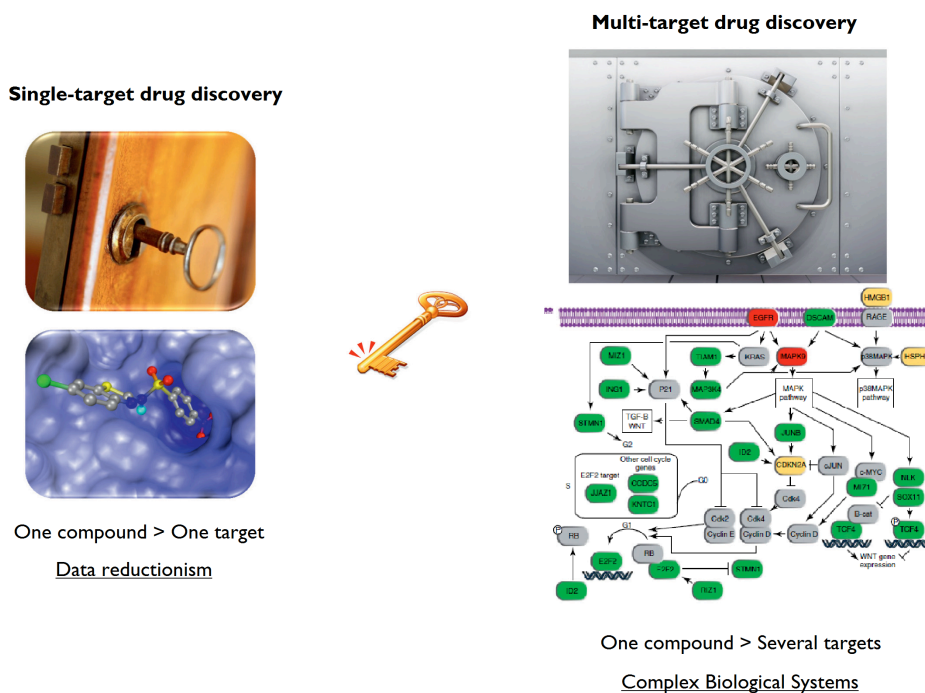 Single-target drug discovery
One compound > One target
Data reductionism
Multi-target drug discovery
HMGB1
EGFR
DSCAM
RAGE
MIZ1
TIAM1
KRAS
MAPK9
p38MAPK
HSPH
ING1
P21
MAP3K4
MAPK
pathway
p38MAPK
pathway
STMN1
TGF-B
WNT
SMAD4
JUNB
G2
ID2
CDKN2A
cJUN
c-MYC
MIZ1
NLK
SOX11
Other cell cycle
genes
E2F2 target
S
JJAZ1
CCDC5
KNTC1
G0
Cdk4
B-cat
TCF4
P
TCF4
Cdk2
Cyclin E
Cdk4
Cyclin D
Cyclin D
P
RB
G1
RB
E2F2
E2F2
STMN1
WNT gene
expression
ID2
One compound > Several targets
Complex Biological Systems